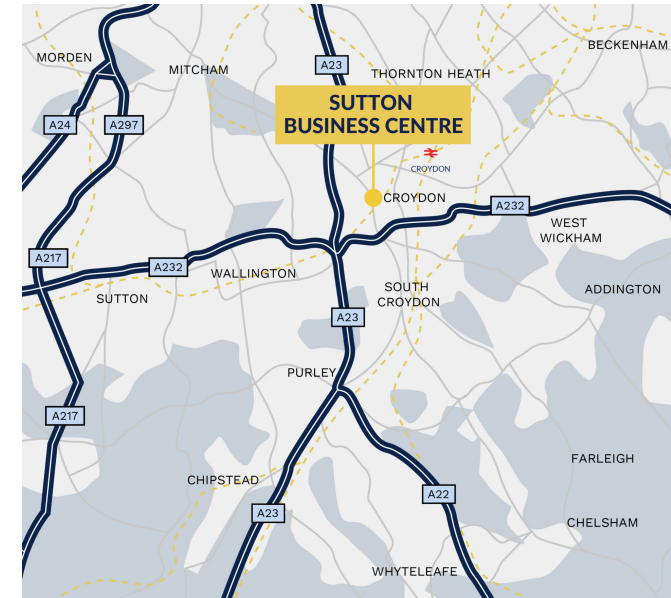 BECKENHAM
MORDEN
MITCHAM
A23
THORNTON HEATH
SUTTON
BUSINESS CENTRE
A24
A297
CROYDON
CROYDON
A232
WEST
WICKHAM
A217
A232
WALLINGTON
SUTTON
SOUTH
CROYDON
ADDINGTON
A23
PURLEY
A217
FARLEIGH
CHIPSTEAD
A22
A23
CHELSHAM
WHYTELEAFE